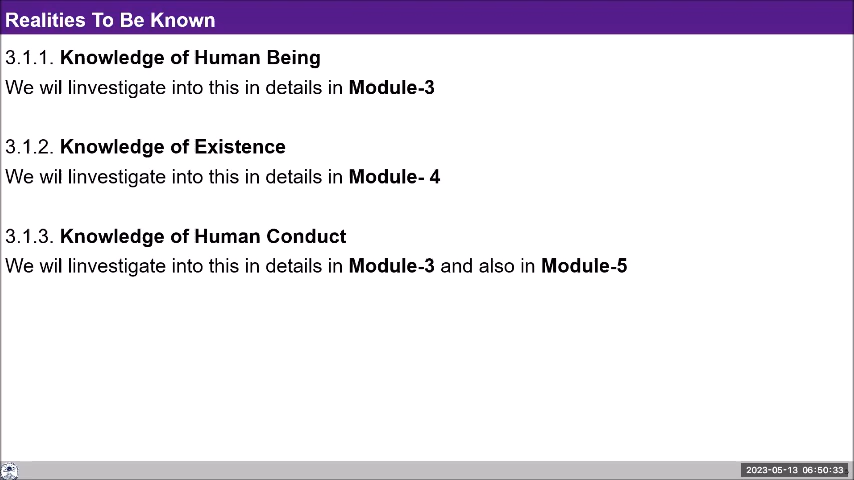 Realities To Be Known
3.1.1. Knowledge of Human Being
We wil linvestigate into this in details in Module-3
3.1.2. Knowledge of Existence
We wil linvestigate into this in details in Module- 4
3.1.3. Knowledge of Human Conduct
We wil linvestigate into this in details in Module-3 and also in Module-5
2023-05-13 06:50:33